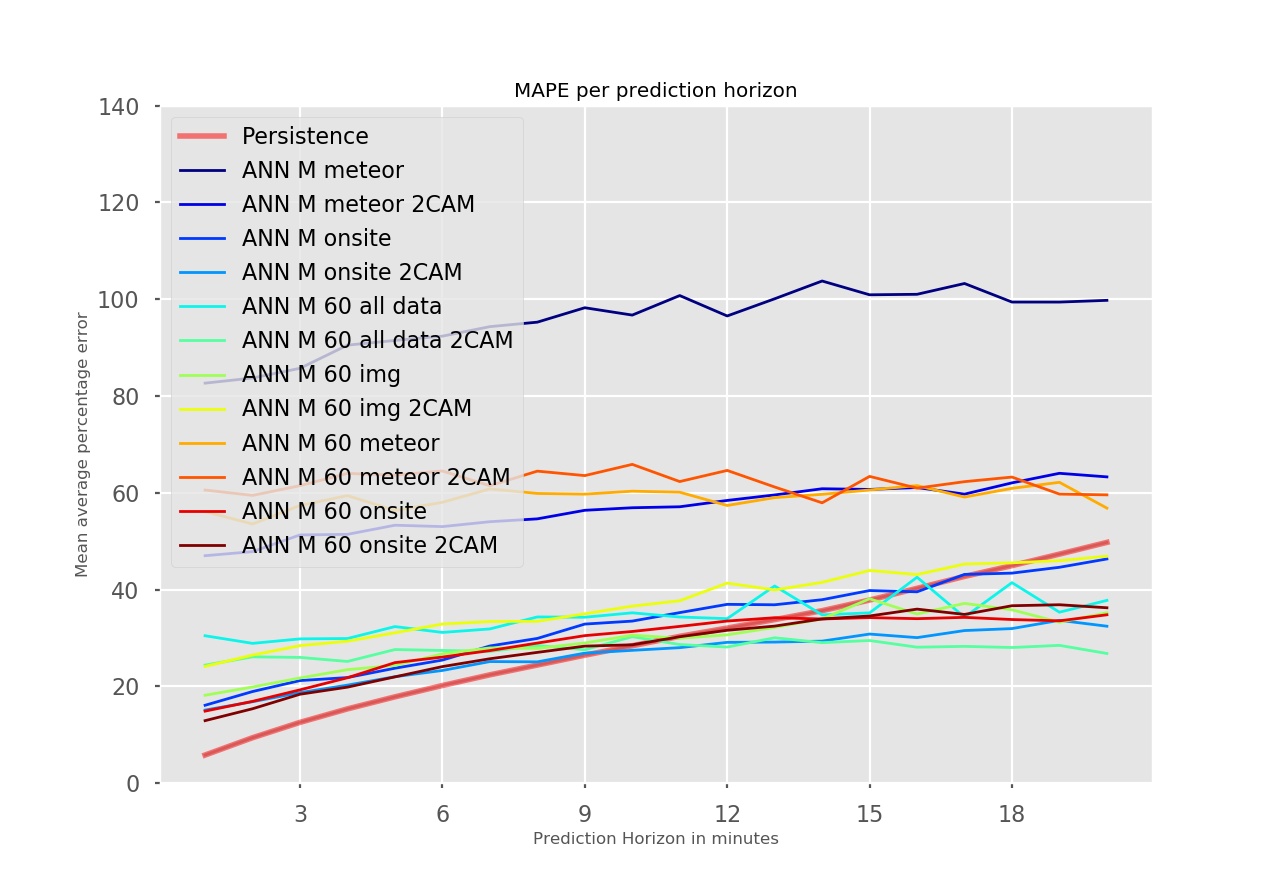 MAPE per prediction horizon
140
120
100
80
60
40
20
0
Mean average percentage error
Persistence
ANN M meteor
ANN M meteor 2CAM
ANN M onsite
ANN M onsite 2CAM
ANN M 60 all data
ANN M 60 all data 2CAM
ANN M 60 img
ANN M 60 img 2CAM
ANN M 60 meteor
ANN M 60 meteor 2CAM
ANN M 60 onsite
ANN M 60 onsite 2CAM
3 6 9 12 15 18
Prediction Horizon in minutes